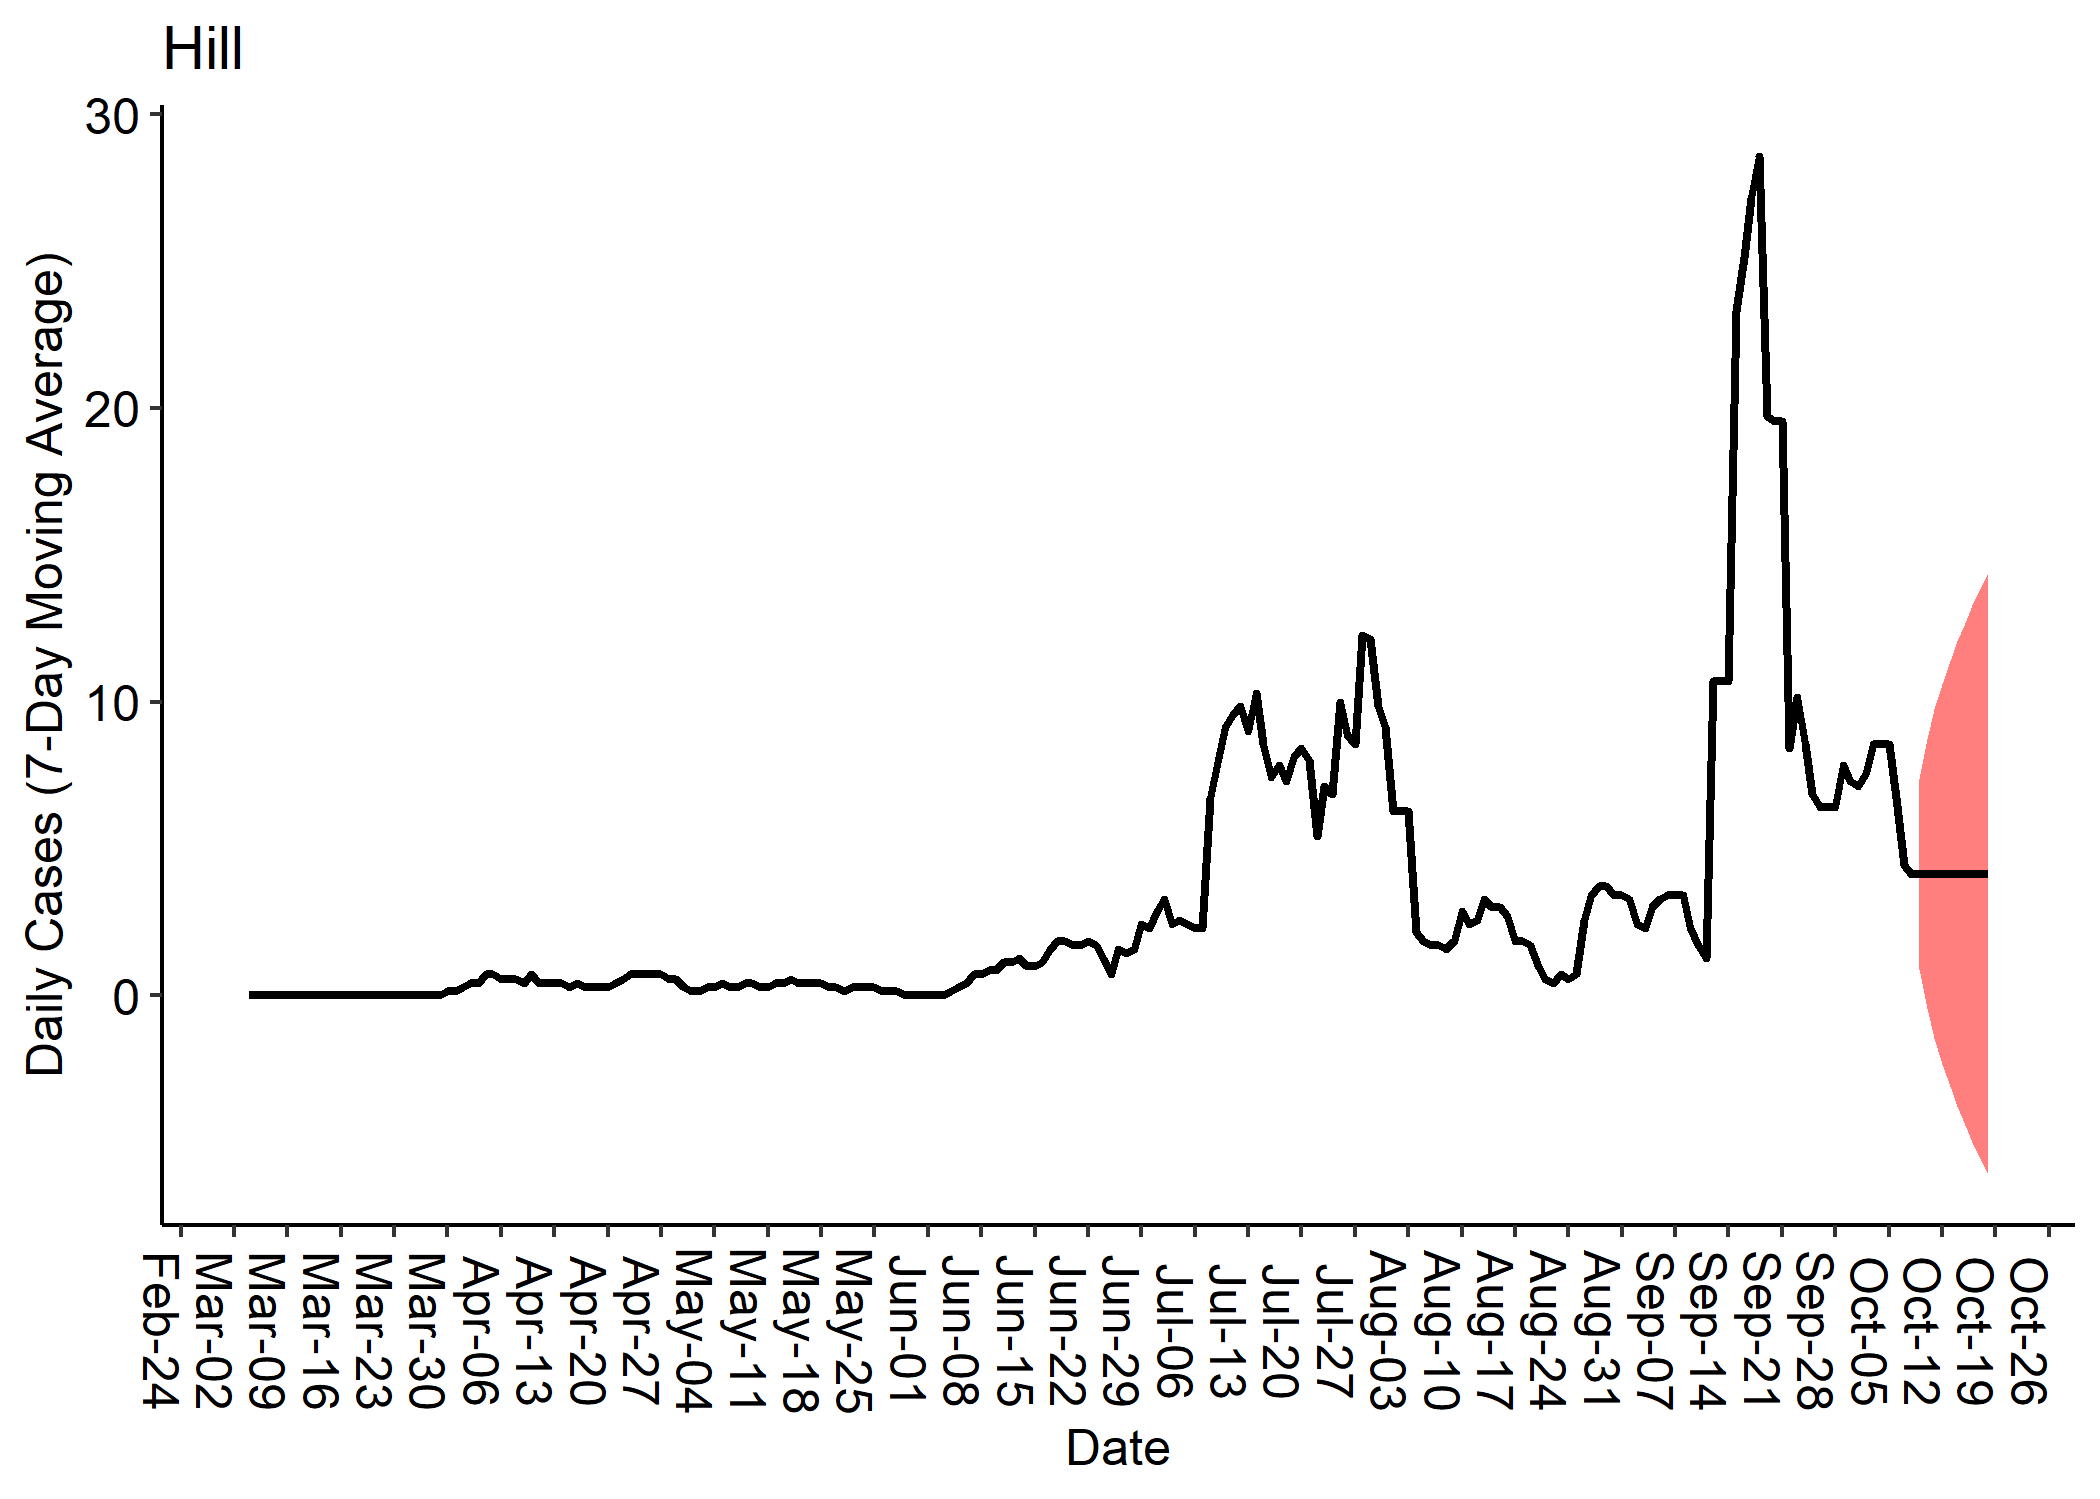 Hill
Daily Cases (7-Day Moving Average)
30
20
10
0
Feb-24
Mar-02
Mar-09
Mar-16
Mar-23
Mar-30
Apr-06
Apr-13
Apr-20
Apr-27
May-04
May-11
May-18
May-25
Jun-01
Jun-08
Jun-15
Jun-22
Jun-29
Jul-06
Jul-13
Jul-20
Jul-27
Aug-03
Aug-10
Aug-17
Aug-24
Aug-31
Sep-07
Sep-14
Sep-21
Sep-28
Oct-05
Oct-12
Oct-19
Oct-26
Date